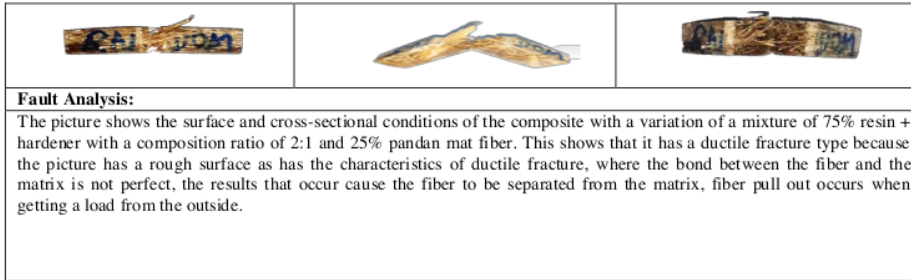 Fault Analysis:
The picture shows the surface and cross-sectional conditions of the composite with a variation of a mixture of 75% resin +
hardener with a composition ratio of 2:1 and 25% pandan mat fiber. This shows that it has a ductile fracture type because
the picture has a rough surface as has the characteristics of ductile fracture, where the bond between the fiber and the
matrix is not perfect, the results that occur cause the fiber to be separated from the matrix, fiber pull out occurs when
getting a load from the outside.